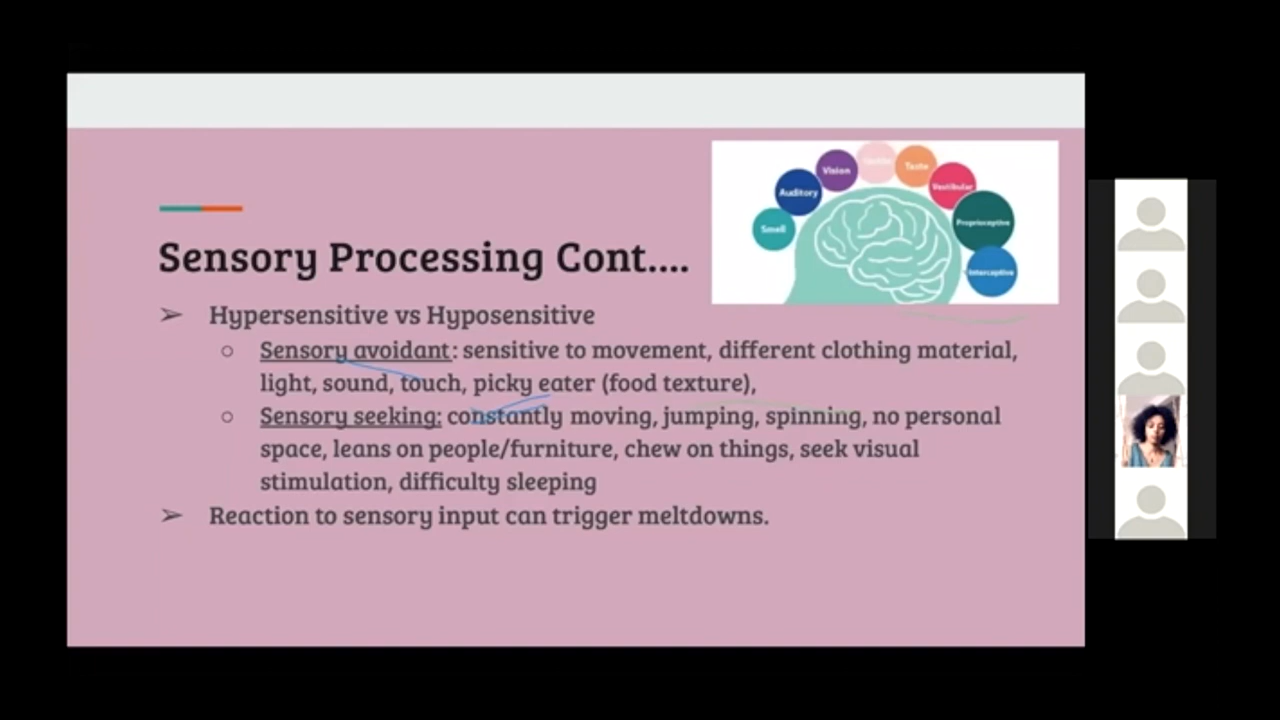 Tactile
Taste
Vision
Vestibular
Auditory
Proprioceptive
Smell
Interceptive
Sensory Processing Cont....
➢ Hypersensitive vs Hyposensitive
○ Sensory avoidant: sensitive to movement, different clothing material,
light, sound, touch, picky eater (food texture),
○ Sensory seeking: constantly moving, jumping, spinning, no personal
space, leans on people/furniture, chew on things, seek visual
stimulation, difficulty sleeping
➢ Reaction to sensory input can trigger meltdowns.